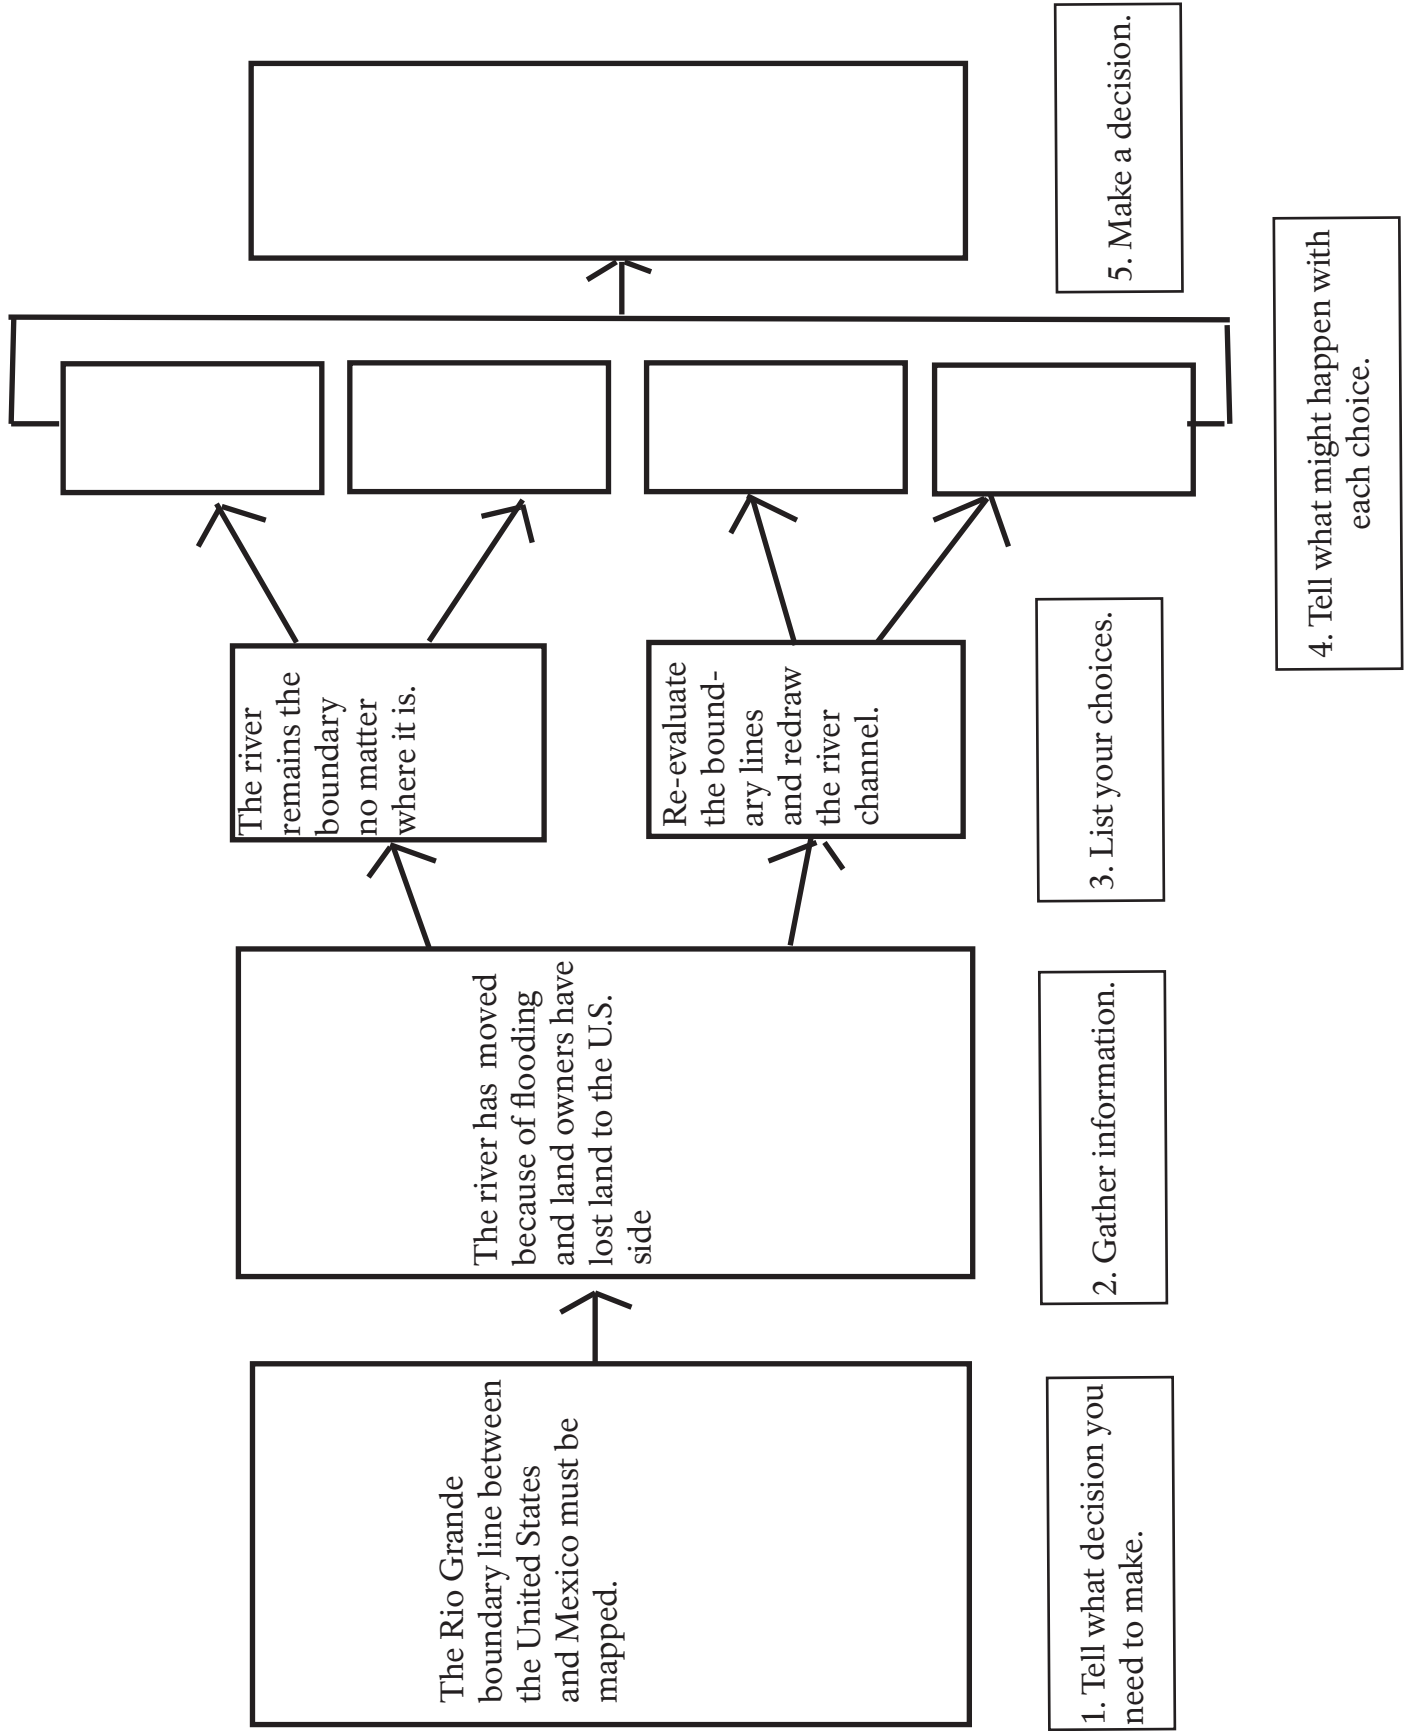 The Rio Grande
boundary line between
the United States
and Mexico must be
mapped.
The river has moved
because of flooding
and land owners have
lost land to the U.S.
side
The river
remains the
boundary
no matter
where it is.
Re-evaluate
the bound-
ary lines
and redraw
the river
channel.
1. Tell what decision you
need to make.
2. Gather information.
3. List your choices.
4. Tell what might happen with
each choice.
5. Make a decision.